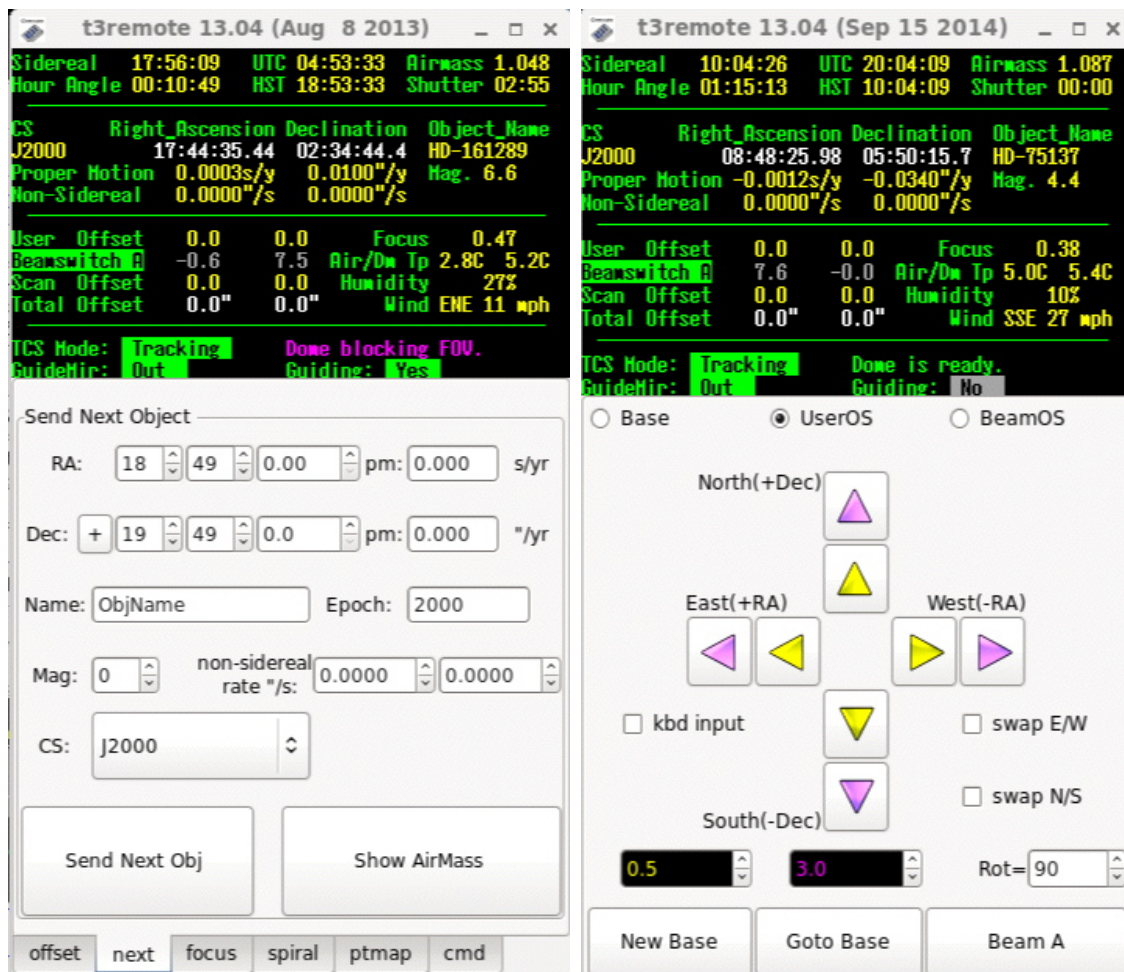 t3remote 13.04 (Aug 8 2013)
Sidereal 17:56:09 UTC 04:53:33 Airmass 1.048
Hour Angle 00:10:49 HST 18:53:33 Shutter 02:55
CS Right_Ascension Declination Object_Name
J2000 17:44:35.44 02:34:44.4 HD-161289
Proper Motion 0.0003s/y 0.0100"/y Mag. 6.6
Non-Sidereal 0.0000"/s 0.0000"/s
User Offset 0.0 0.0 Focus 0.47
Beamswitch A -0.6 7.5 Air/Dm Tp 2.8C 5.2C
Scan Offset 0.0 0.0 Humidity 27%
Total Offset 0.0" 0.0" Wind ENE 11 mph
TCS Mode: Tracking Dome blocking FOV.
GuideMir: Out Guiding: Yes
Send Next Object
RA: 18 49 0.00 pm: 0.000 s/yr
Dec: + 19 49 0.0 pm: 0.000 "/yr
Name: ObjName Epoch: 2000
Mag: 0 non-sidereal
rate "/s: 0.0000 0.0000
CS: J2000
Send Next Obj Show AirMass
offset next focus spiral ptmap cmd
t3remote 13.04 (Sep 15 2014)
Sidereal 10:04:26 UTC 20:04:09 Airmass 1.087
Hour Angle 01:15:13 HST 10:04:09 Shutter 00:00
CS Right_Ascension Declination Object_Name
J2000 08:48:25.98 05:50:15.7 HD-75137
Proper Motion -0.0012s/y -0.0340"/y Mag. 4.4
Non-Sidereal 0.0000"/s 0.0000"/s
User Offset 0.0 0.0 Focus 0.38
Beamswitch A 7.6 -0.0 Air/Dm Tp 5.0C 5.4C
Scan Offset 0.0 0.0 Humidity 10%
Total Offset 0.0" 0.0" Wind SSE 27 mph
TCS Mode: Tracking Dome is ready.
GuideMir: Out Guiding: No
Base UserOS BeamOS
North(+Dec)
East(+RA) West(-RA)
kbd input swap E/W
swap N/S
South(-Dec)
0.5 3.0 Rot= 90
New Base Goto Base Beam A